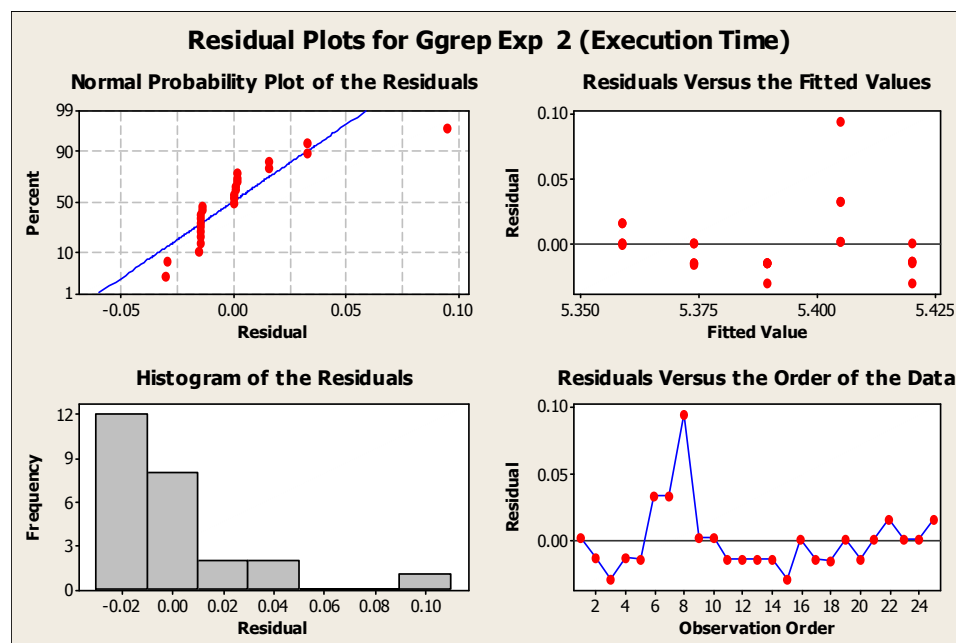 Residual Plots for Ggrep Exp 2 (Execution Time)
Normal Probability Plot of the Residuals
99
90
50
10
1
Percent
-0.05 0.00 0.05 0.10
Residual
Residuals Versus the Fitted Values
0.10
0.05
0.00
Residual
5.350 5.375 5.400 5.425
Fitted Value
Histogram of the Residuals
12
9
6
3
0
Frequency
-0.02 0.00 0.02 0.04 0.06 0.08 0.10
Residual
Residuals Versus the Order of the Data
0.10
0.05
0.00
Residual
2 4 6 8 10 12 14 16 18 20 22 24
Observation Order